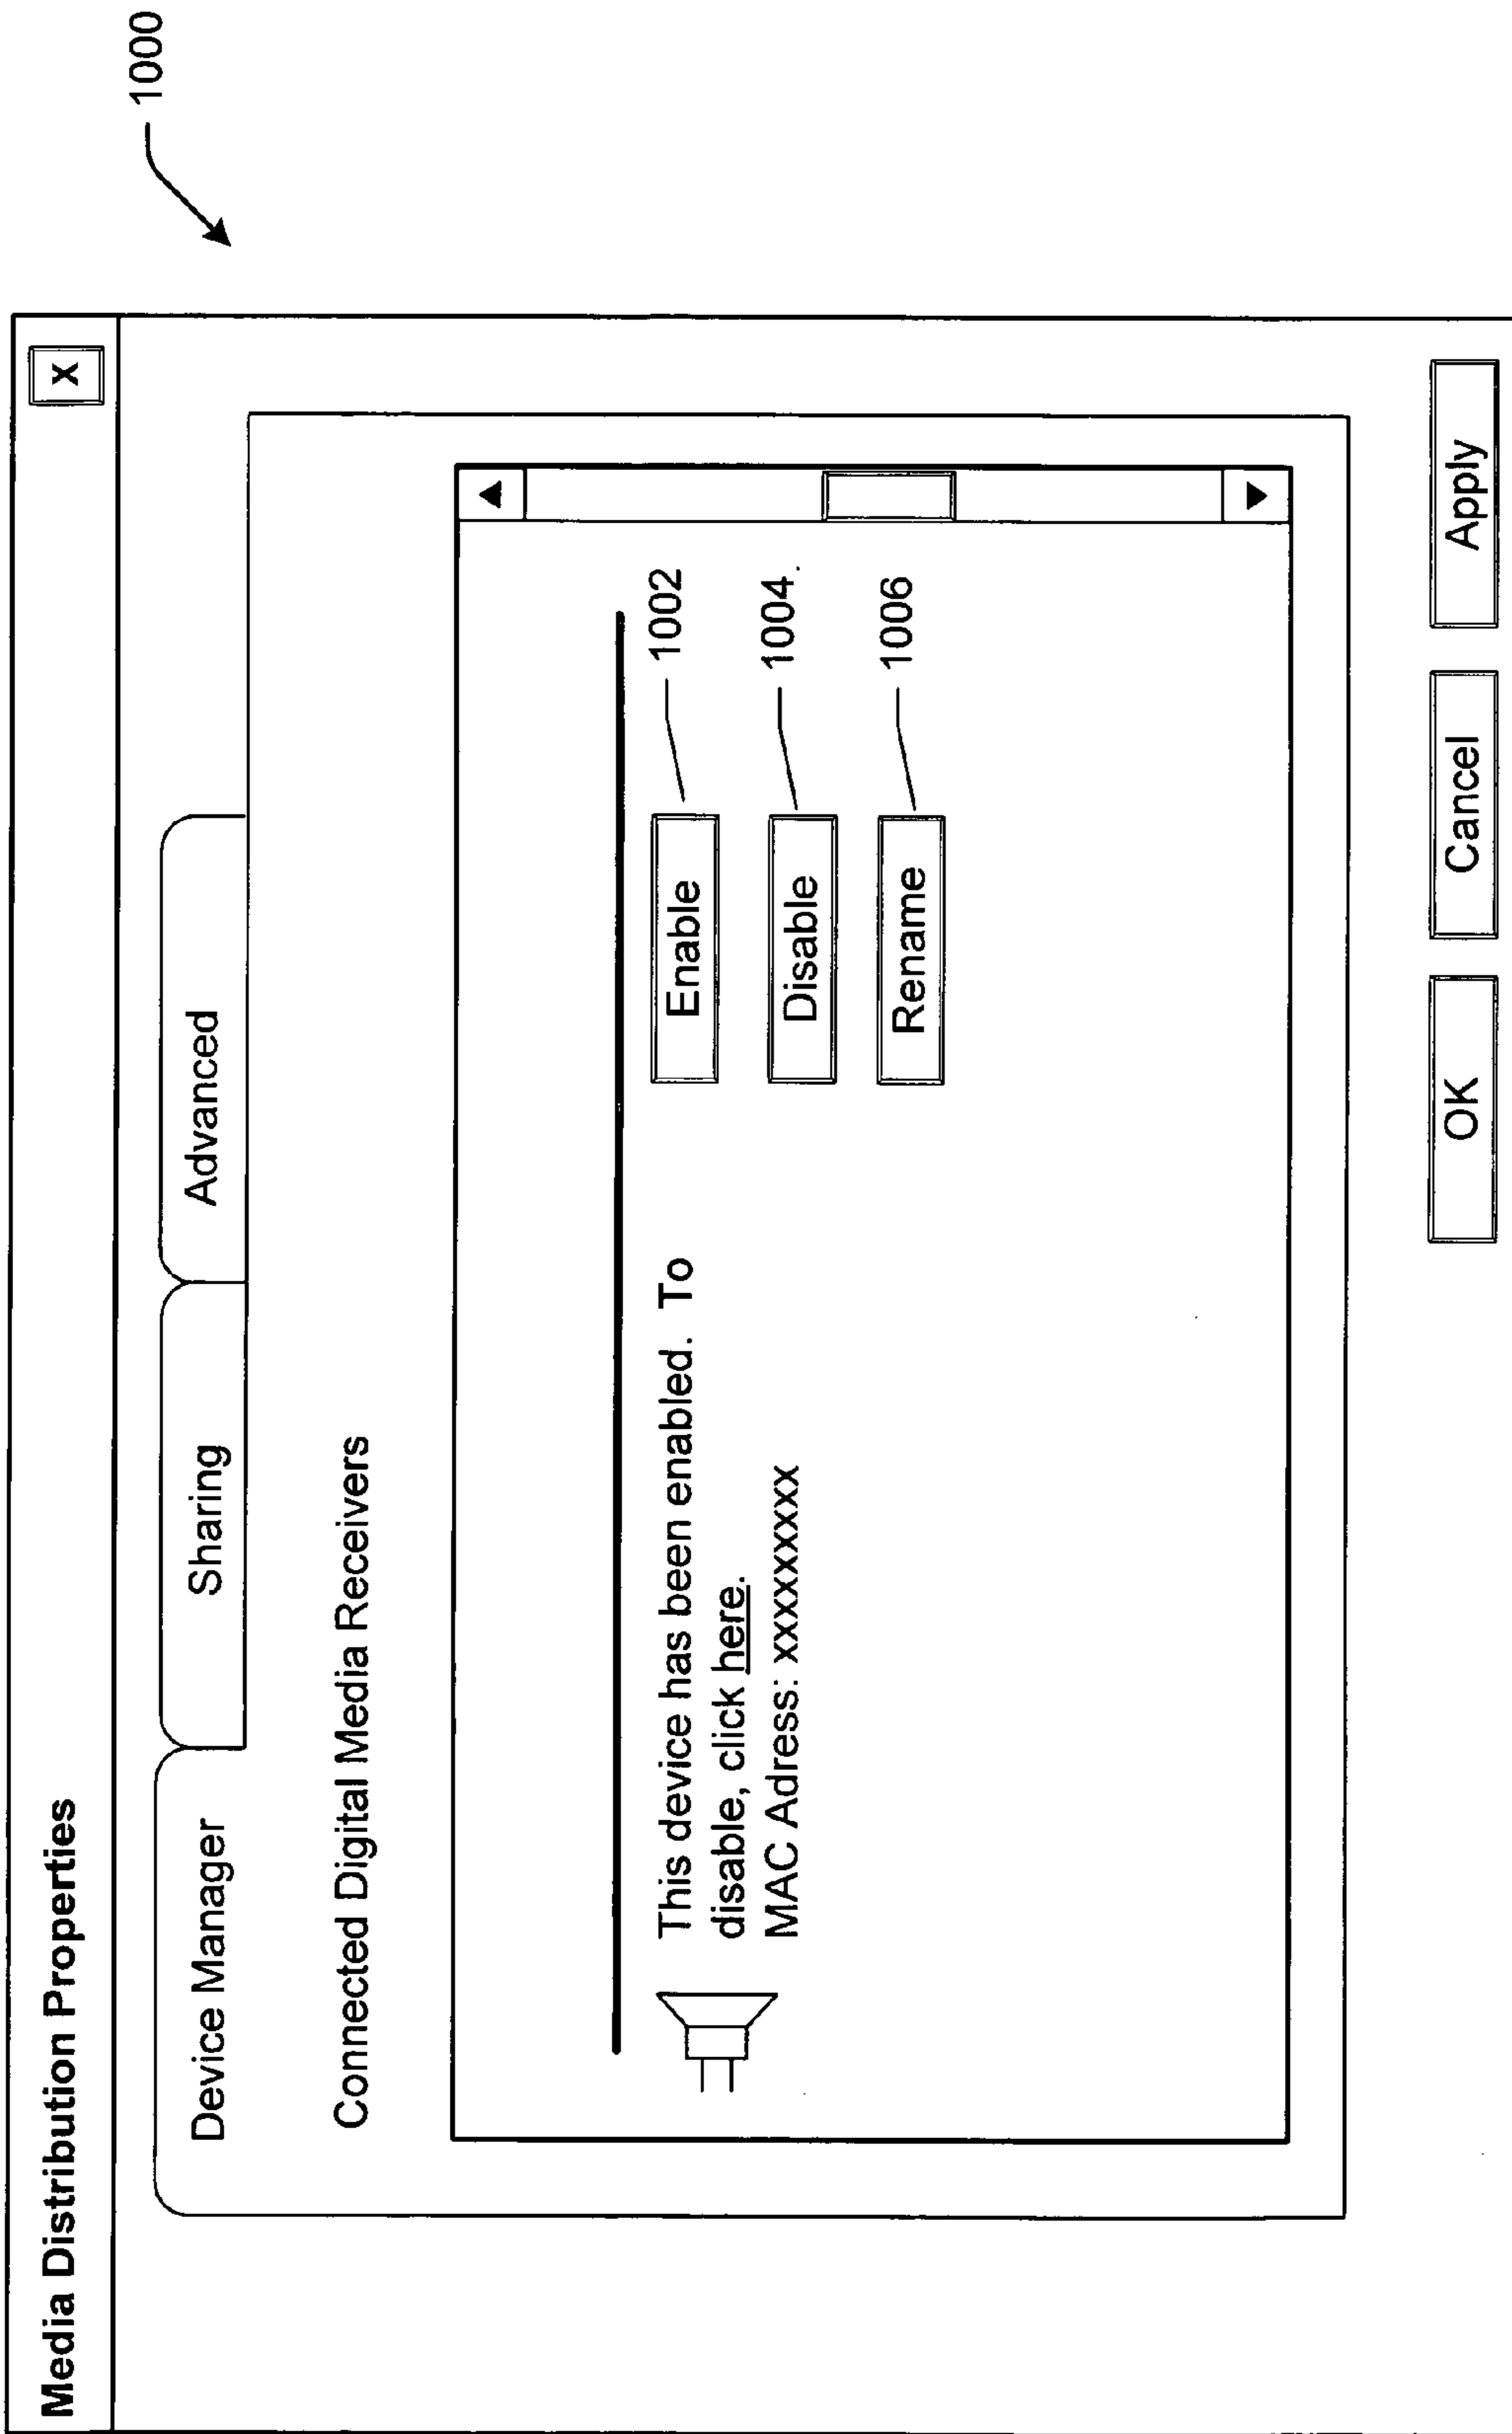 1000
Media Distribution Properties
X
Device Manager
Sharing
Advanced
Connected Digital Media Receivers
This device has been enabled. To
disable, click here.
MAC Adress: xxxxxxxx
Enable
1002
Disable
1004
Rename
1006
OK
Cancel
Apply